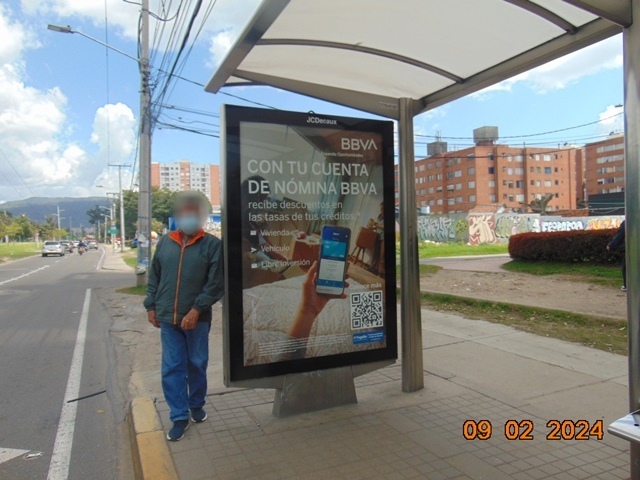 JCDecaux
BBVA
CON TU CUENTA
DE NÓMINA BBVA
recibe descuentos en
las tasas de tus créditos.*
Vivienda
Vehículo
Libre inversión
09 02 2024